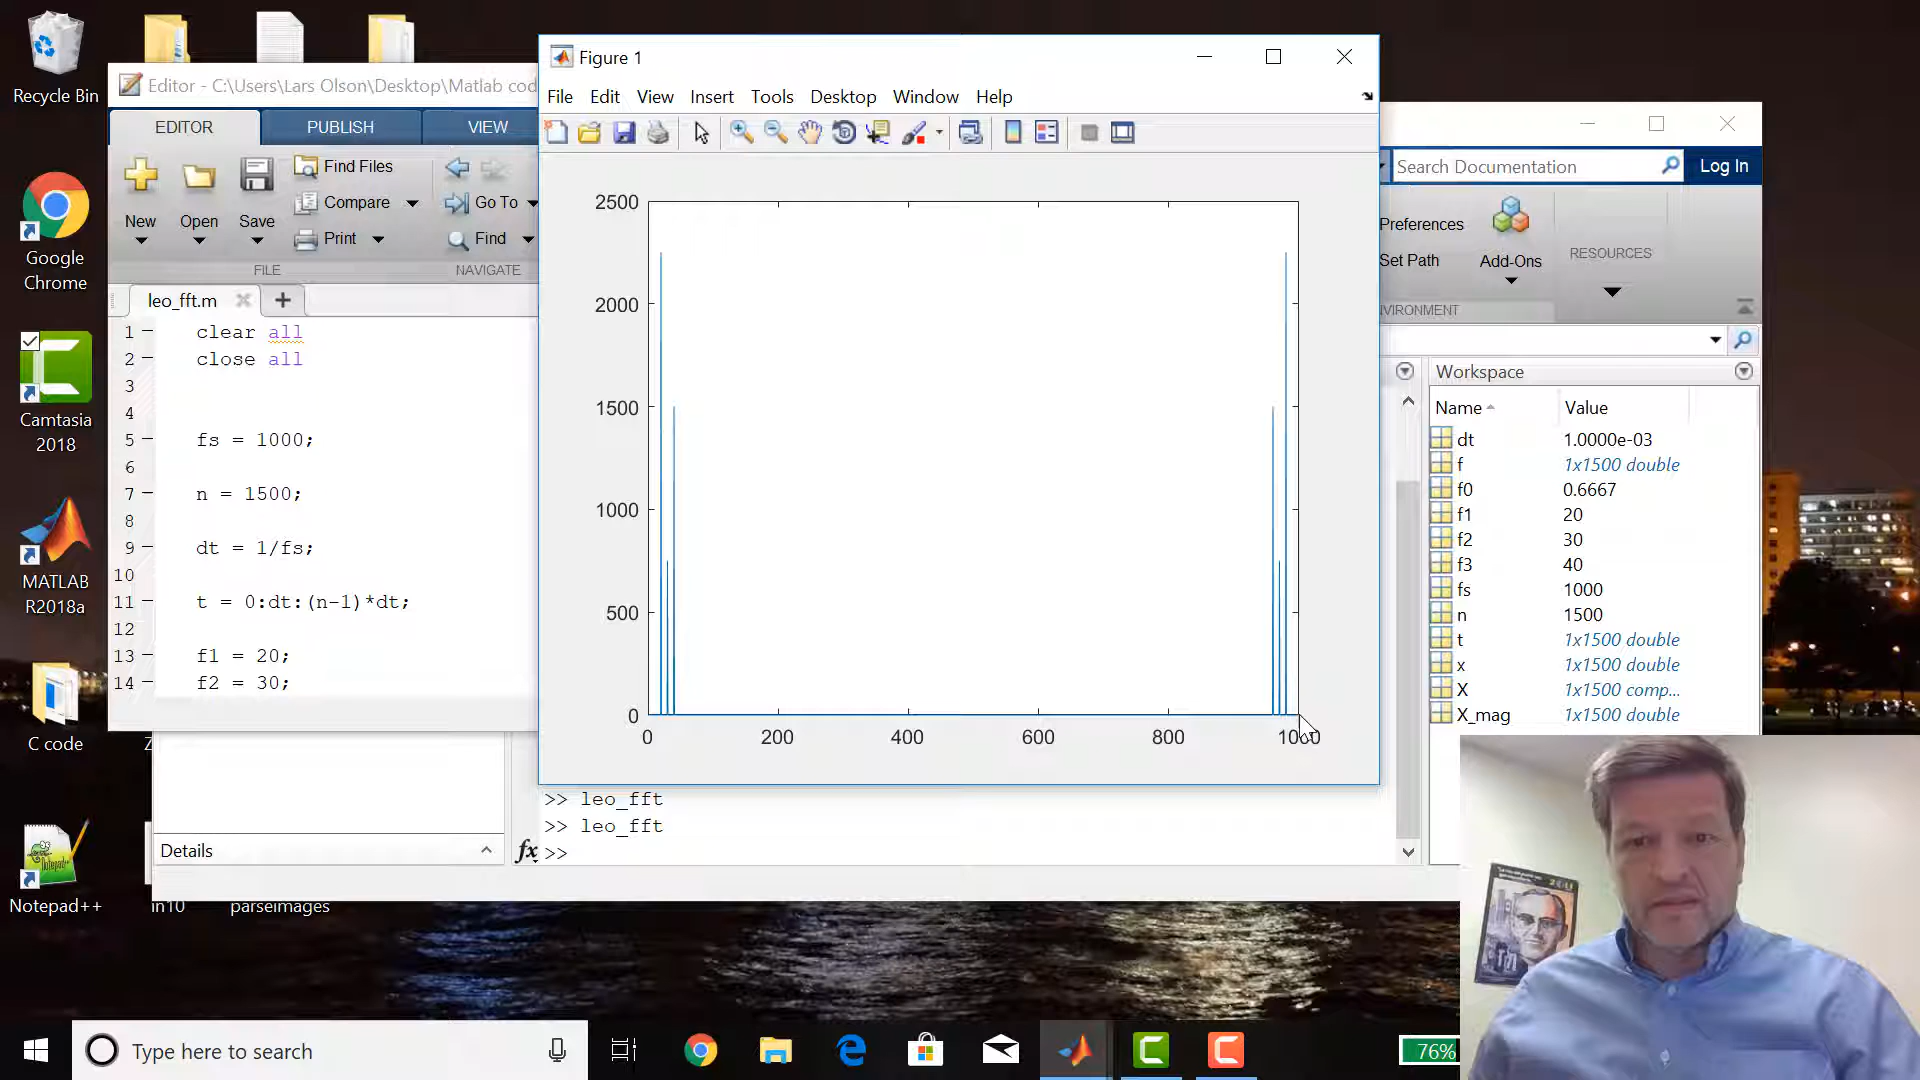 Recycle Bin
Google
Chrome
Camtasia
2018
MATLAB
R2018a
C code
Notepad++
in10
parseimages
Editor - C:\Users\Lars Olson\Desktop\Matlab cod
EDITOR
PUBLISH
VIEW
New
Open
Save
Find Files
Compare
Print
Go To
Find
FILE
NAVIGATE
leo_fft.m
1 clear all
2 close all
3
4
5 fs = 1000;
6
7 n = 1500;
8
9 dt = 1/fs;
10
11 t = 0:dt:(n-1)*dt;
12
13 f1 = 20;
14 f2 = 30;
Details
Figure 1
File Edit View Insert Tools Desktop Window Help
2500
2000
1500
1000
500
0
0 200 400 600 800 1000
>> leo_fft
>> leo_fft
fx >>
Search Documentation
Log In
Preferences
Set Path
Add-Ons
RESOURCES
VIRONMENT
Workspace
Name Value
dt 1.0000e-03
f 1x1500 double
f0 0.6667
f1 20
f2 30
f3 40
fs 1000
n 1500
t 1x1500 double
x 1x1500 double
X 1x1500 comp...
X_mag 1x1500 double
Type here to search
76%